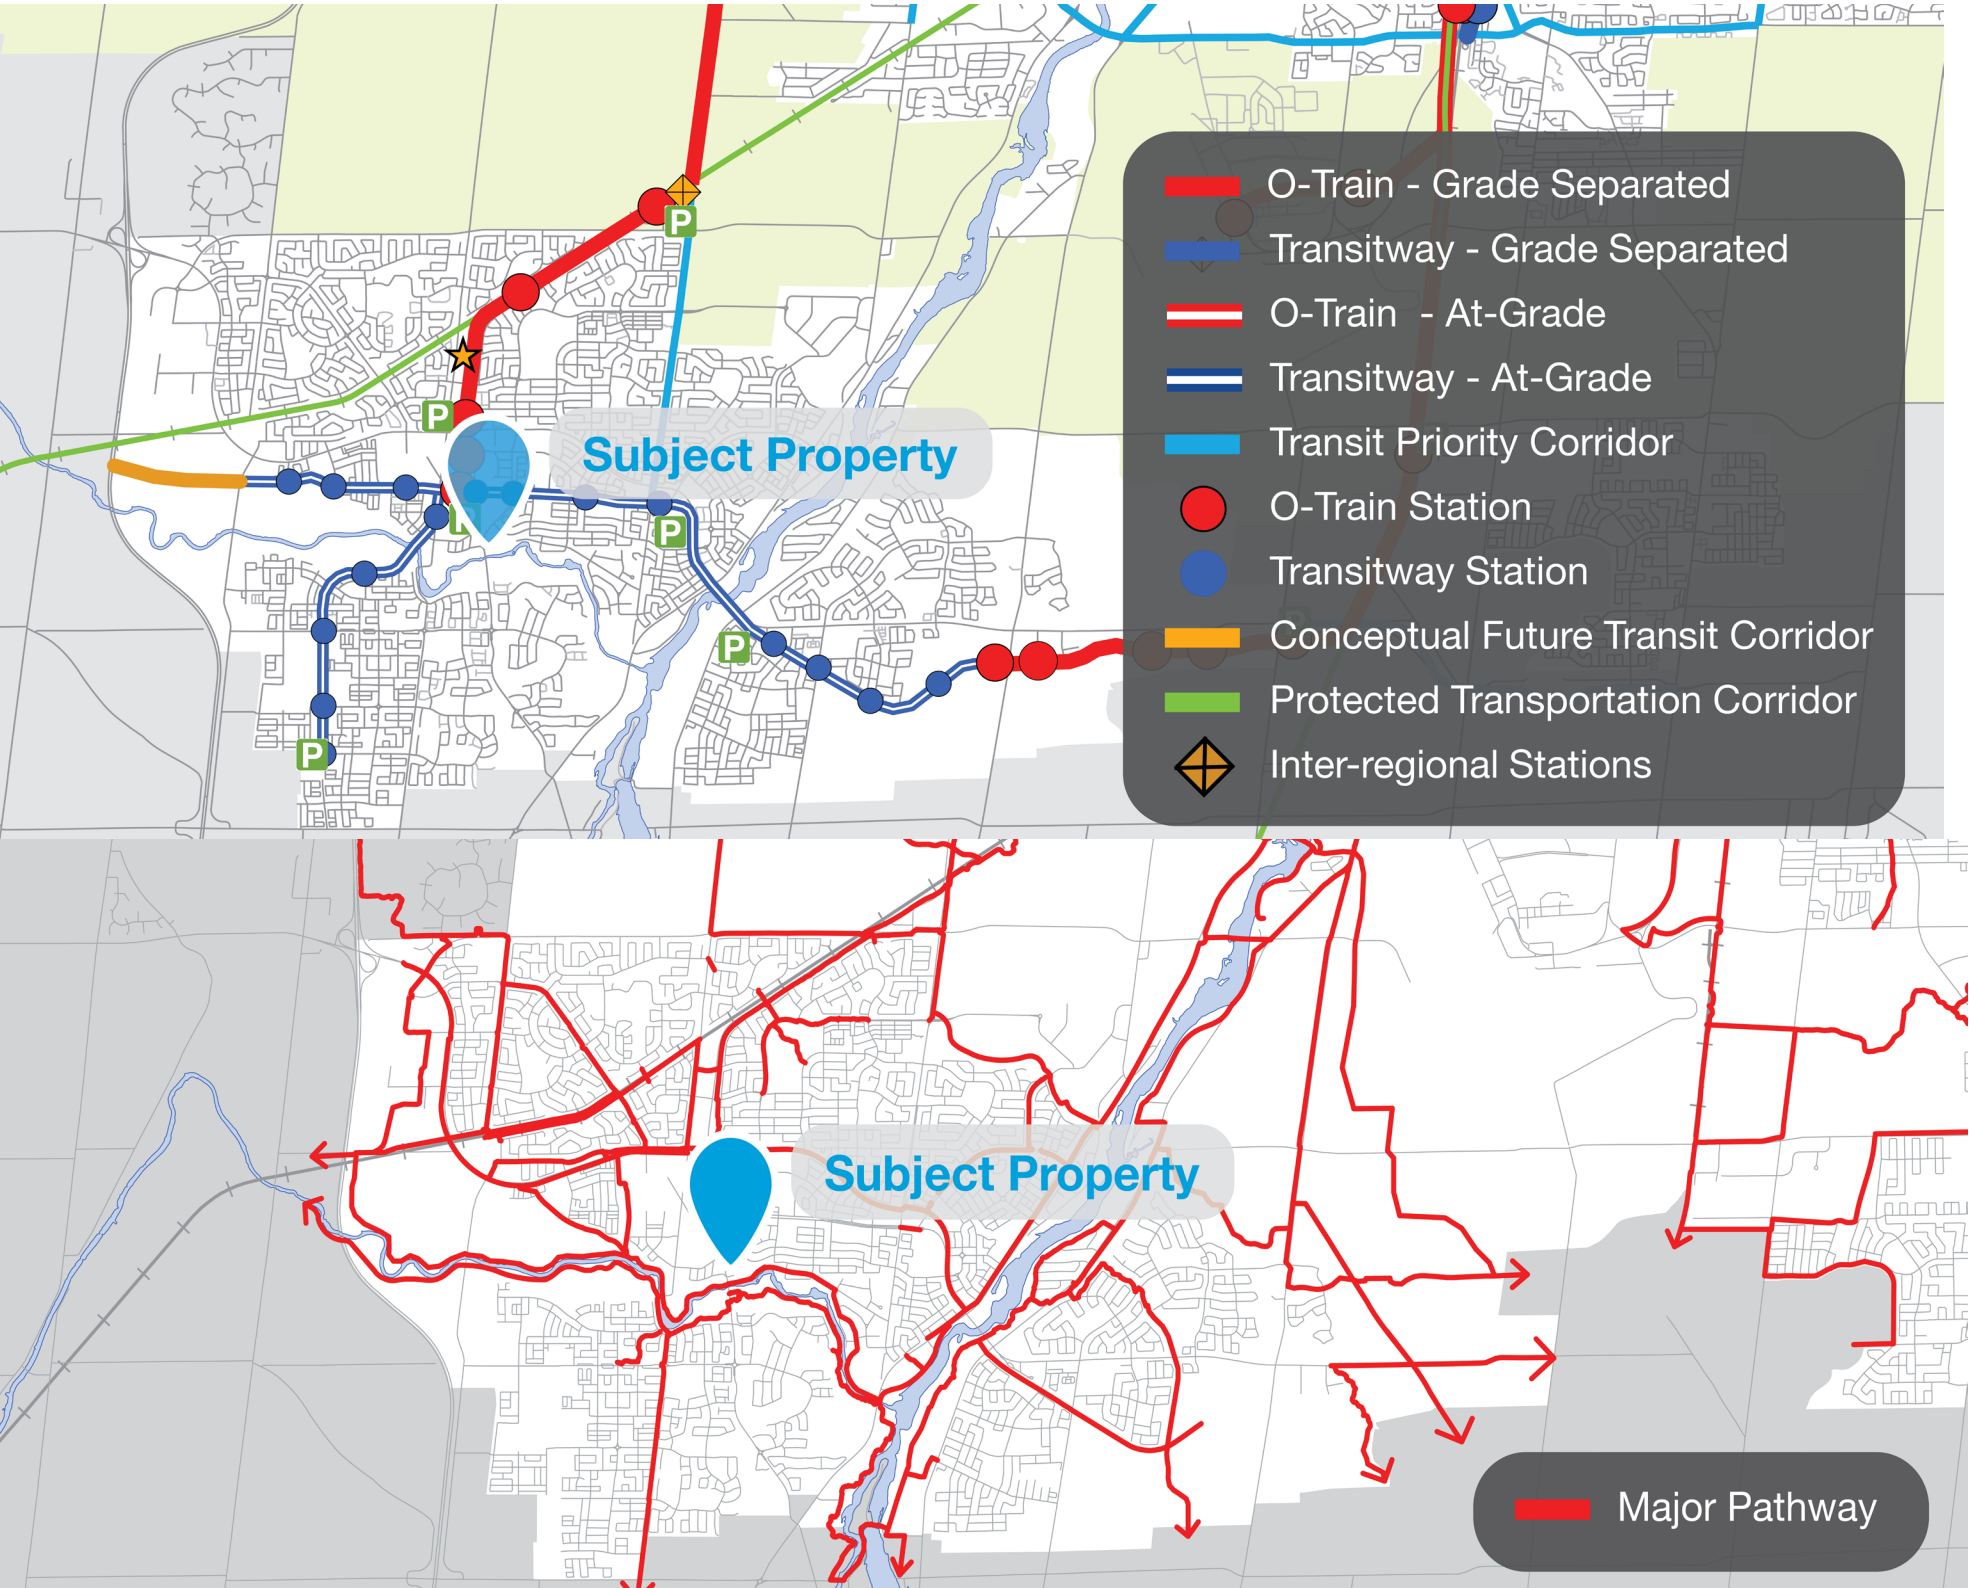 O-Train - Grade Separated
Transitway - Grade Separated
O-Train - At-Grade
Transitway - At-Grade
Transit Priority Corridor
O-Train Station
Transitway Station
Conceptual Future Transit Corridor
Protected Transportation Corridor
Inter-regional Stations
P
P
Subject Property
P
P
P
P
Subject Property
Major Pathway